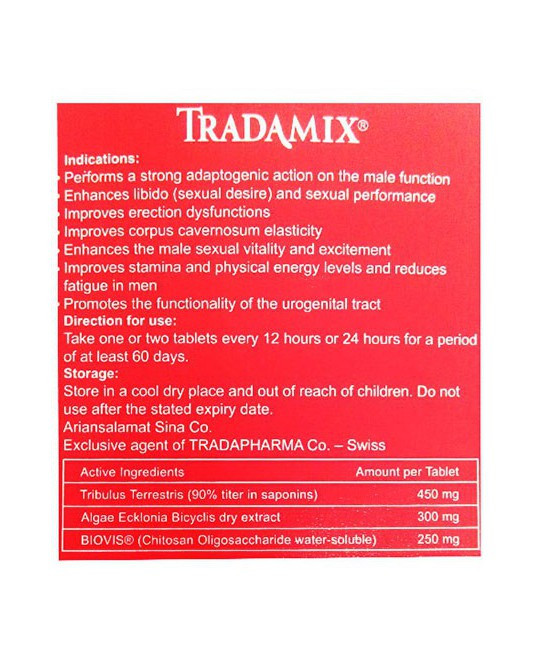 TRADAMIX®
Indications:
• Performs a strong adaptogenic action on the male function
• Enhances libido (sexual desire) and sexual performance
• Improves erection dysfunctions
• Improves corpus cavernosum elasticity
• Enhances the male sexual vitality and excitement
• Improves stamina and physical energy levels and reduces
fatigue in men
• Promotes the functionality of the urogenital tract
Direction for use:
Take one or two tablets every 12 hours or 24 hours for a period
of at least 60 days.
Storage:
Store in a cool dry place and out of reach of children. Do not
use after the stated expiry date.
Ariansalamat Sina Co.
Exclusive agent of TRADAPHARMA Co. – Swiss
Active Ingredients Amount per Tablet
Tribulus Terrestris (90% titer in saponins) 450 mg
Algae Ecklonia Bicyclis dry extract 300 mg
BIOVIS® (Chitosan Oligosaccharide water-soluble) 250 mg